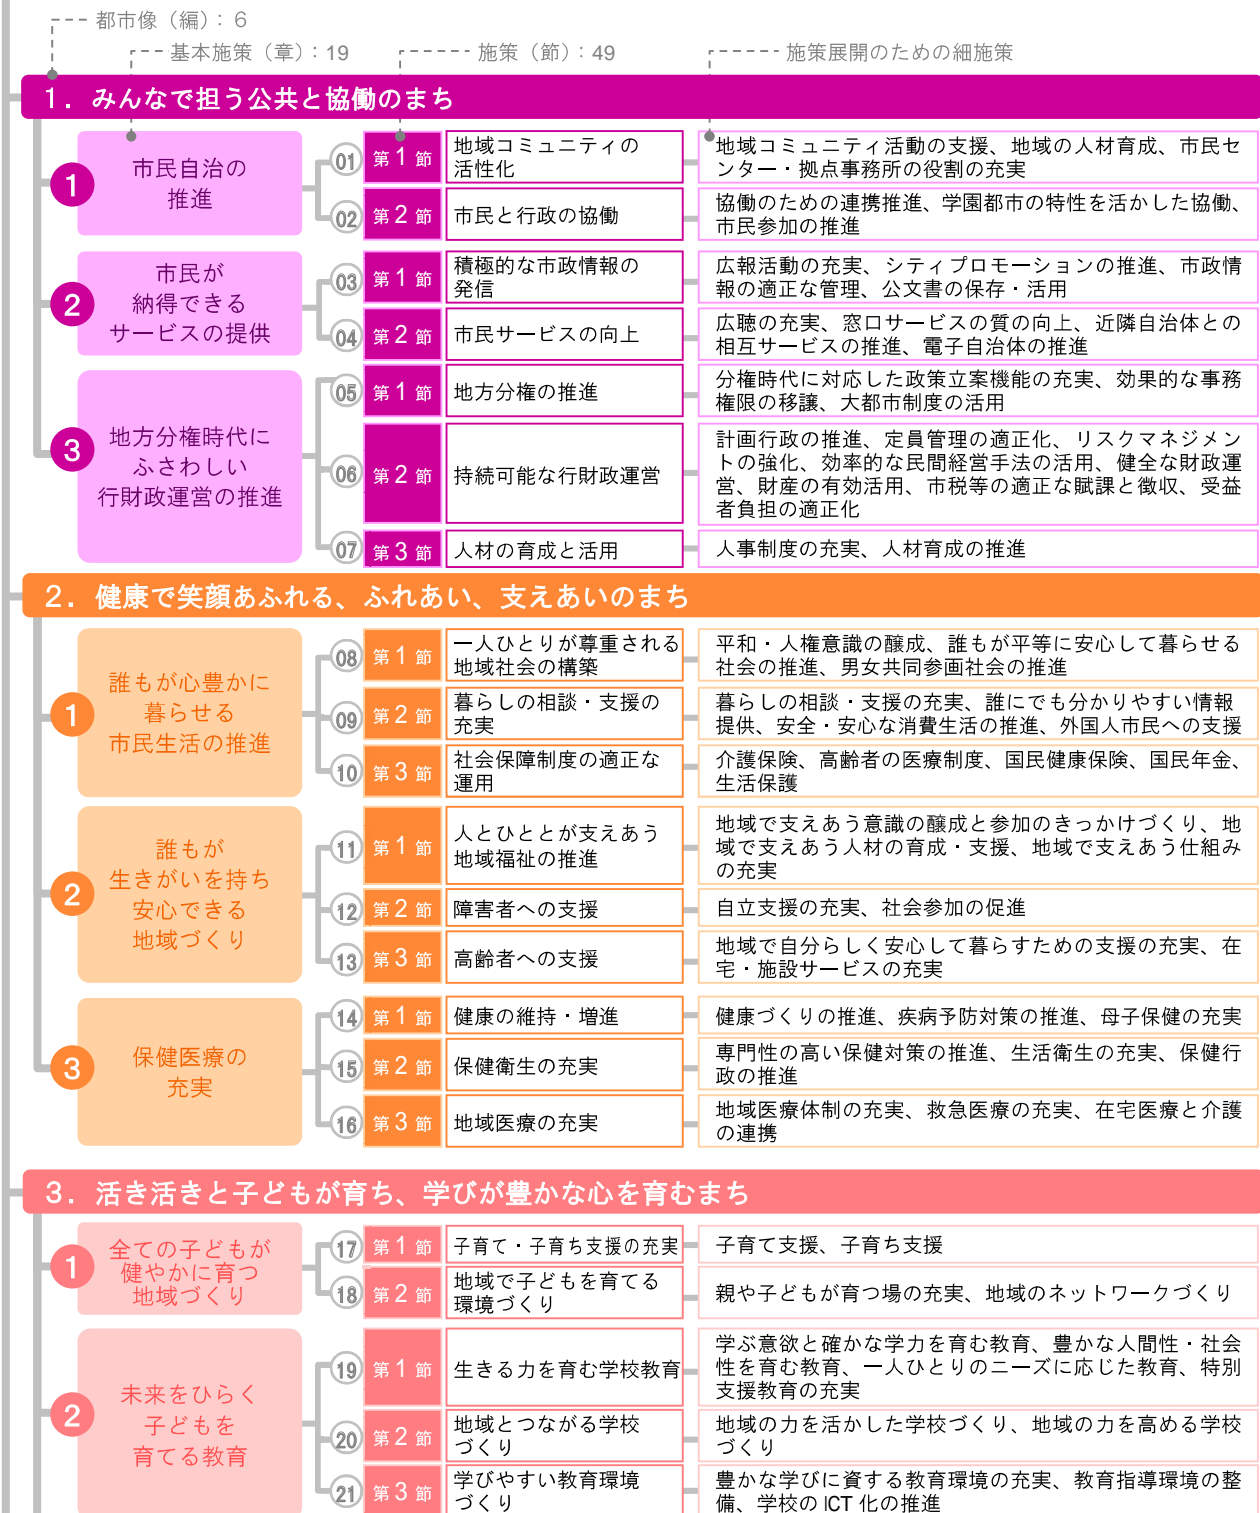 都市像（編）：6
基本施策（章）：19
施策（節）：49
施策展開のための細施策
1．みんなで担う公共と協働のまち
1
市民自治の
推進
01
第1節
地域コミュニティの
活性化
地域コミュニティ活動の支援、地域の人材育成、市民セ
ンター・拠点事務所の役割の充実
02
第2節
市民と行政の協働
協働のための連携推進、学園都市の特性を活かした協働、
市民参加の推進
2
市民が
納得できる
サービスの提供
03
第1節
積極的な市政情報の
発信
広報活動の充実、シティプロモーションの推進、市政情
報の適正な管理、公文書の保存・活用
04
第2節
市民サービスの向上
広聴の充実、窓口サービスの質の向上、近隣自治体との
相互サービスの推進、電子自治体の推進
3
地方分権時代に
ふさわしい
行財政運営の推進
05
第1節
地方分権の推進
分権時代に対応した政策立案機能の充実、効果的な事務
権限の移譲、大都市制度の活用
06
第2節
持続可能な行財政運営
計画行政の推進、定員管理の適正化、リスクマネジメン
トの強化、効率的な民間経営手法の活用、健全な財政運
営、財産の有効活用、市税等の適正な賦課と徴収、受益
者負担の適正化
07
第3節
人材の育成と活用
人事制度の充実、人材育成の推進
2．健康で笑顔あふれる、ふれあい、支えあいのまち
1
誰もが心豊かに
暮らせる
市民生活の推進
08
第1節
一人ひとりが尊重される
地域社会の構築
平和・人権意識の醸成、誰もが平等に安心して暮らせる
社会の推進、男女共同参画社会の推進
09
第2節
暮らしの相談・支援の
充実
暮らしの相談・支援の充実、誰にでも分かりやすい情報
提供、安全・安心な消費生活の推進、外国人市民への支援
10
第3節
社会保障制度の適正な
運用
介護保険、高齢者の医療制度、国民健康保険、国民年金、
生活保護
2
誰もが
生きがいを持ち
安心できる
地域づくり
11
第1節
人とひととが支えあう
地域福祉の推進
地域で支えあう意識の醸成と参加のきっかけづくり、地
域で支えあう人材の育成・支援、地域で支えあう仕組み
の充実
12
第2節
障害者への支援
自立支援の充実、社会参加の促進
13
第3節
高齢者への支援
地域で自分らしく安心して暮らすための支援の充実、在
宅・施設サービスの充実
3
保健医療の
充実
14
第1節
健康の維持・増進
健康づくりの推進、疾病予防対策の推進、母子保健の充実
15
第2節
保健衛生の充実
専門性の高い保健対策の推進、生活衛生の充実、保健行
政の推進
16
第3節
地域医療の充実
地域医療体制の充実、救急医療の充実、在宅医療と介護
の連携
3．活き活きと子どもが育ち、学びが豊かな心を育むまち
1
全ての子どもが
健やかに育つ
地域づくり
17
第1節
子育て・子育ち支援の充実
子育て支援、子育ち支援
18
第2節
地域で子どもを育てる
環境づくり
親や子どもが育つ場の充実、地域のネットワークづくり
2
未来をひらく
子どもを
育てる教育
19
第1節
生きる力を育む学校教育
学ぶ意欲と確かな学力を育む教育、豊かな人間性・社会
性を育む教育、一人ひとりのニーズに応じた教育、特別
支援教育の充実
20
第2節
地域とつながる学校
づくり
地域の力を活かした学校づくり、地域の力を高める学校
づくり
21
第3節
学びやすい教育環境
づくり
豊かな学びに資する教育環境の充実、教育指導環境の整
備、学校のICT化の推進